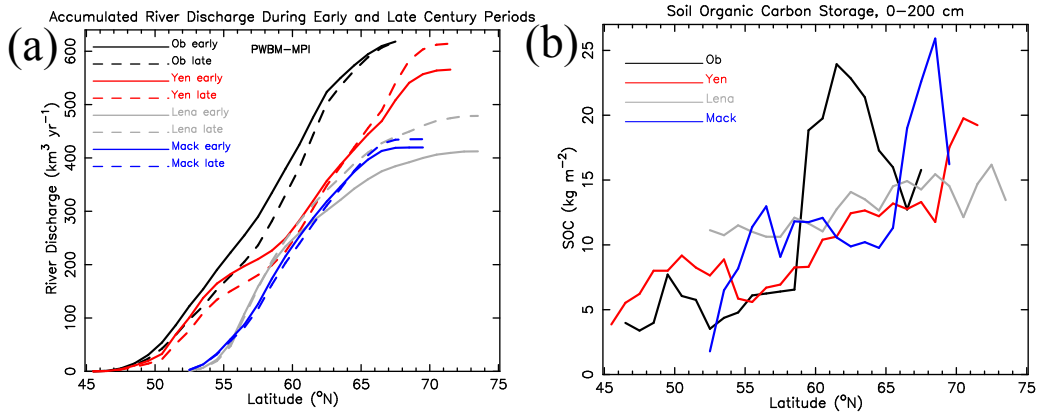 Accumulated River Discharge During Early and Late Century Periods
(a)
PWBM-MPI
Ob early
Ob late
Yen early
Yen late
Lena early
Lena late
Mack early
Mack late
River Discharge (km³ yr⁻¹)
600
500
400
300
200
100
0
45 50 55 60 65 70 75
Latitude (°N)
Soil Organic Carbon Storage, 0-200 cm
(b)
Ob
Yen
Lena
Mack
SOC (kg m⁻²)
25
20
15
10
5
0
45 50 55 60 65 70 75
Latitude (°N)